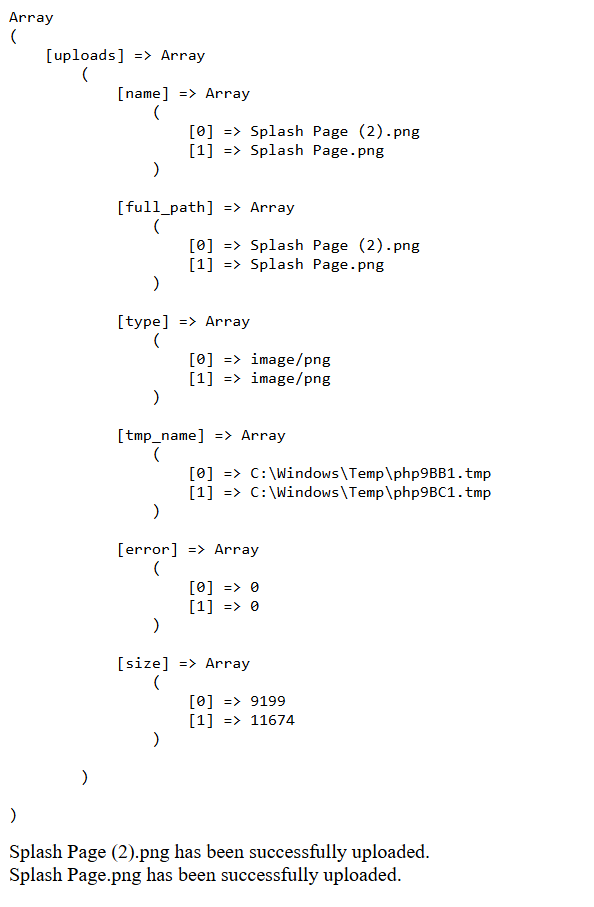 Array
(
    [uploads] => Array
        (
            [name] => Array
                (
                    [0] => Splash Page (2).png
                    [1] => Splash Page.png
                )

            [full_path] => Array
                (
                    [0] => Splash Page (2).png
                    [1] => Splash Page.png
                )

            [type] => Array
                (
                    [0] => image/png
                    [1] => image/png
                )

            [tmp_name] => Array
                (
                    [0] => C:\Windows\Temp\php9BB1.tmp
                    [1] => C:\Windows\Temp\php9BC1.tmp
                )

            [error] => Array
                (
                    [0] => 0
                    [1] => 0
                )

            [size] => Array
                (
                    [0] => 9199
                    [1] => 11674
                )

        )

)
Splash Page (2).png has been successfully uploaded.
Splash Page.png has been successfully uploaded.